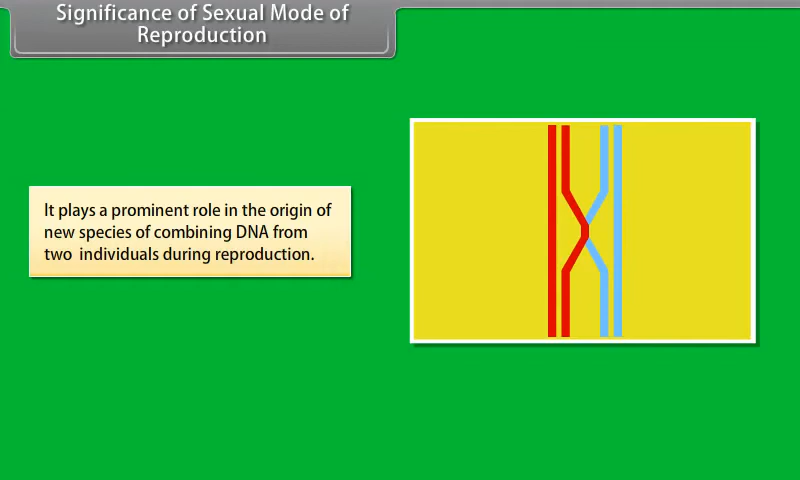 Significance of Sexual Mode of
Reproduction
It plays a prominent role in the origin of
new species of combining DNA from
two individuals during reproduction.